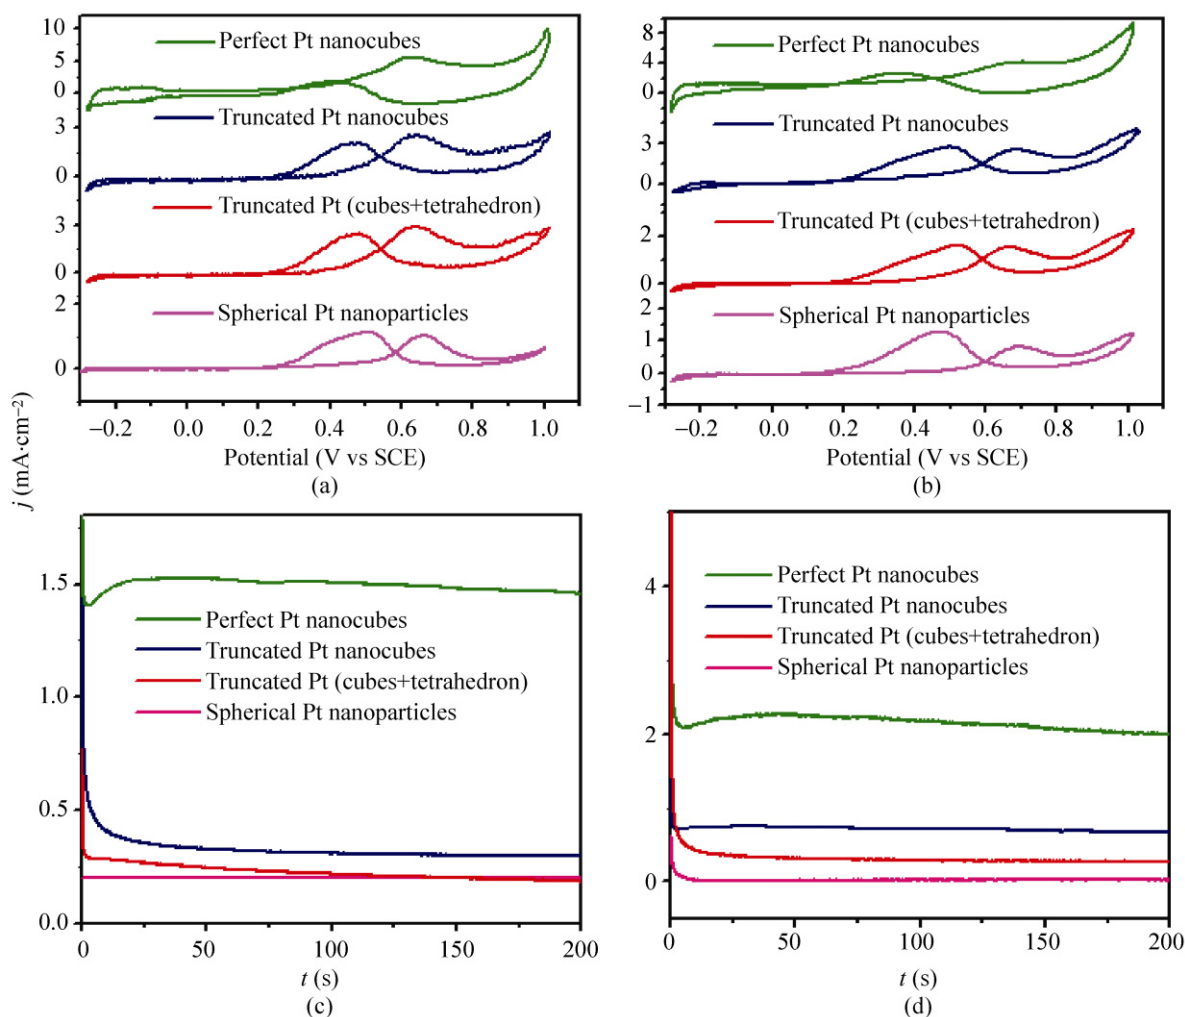 10
5
0
3
0
3
0
2
0
Perfect Pt nanocubes
Truncated Pt nanocubes
Truncated Pt (cubes+tetrahedron)
Spherical Pt nanoparticles
−0.2 0.0 0.2 0.4 0.6 0.8 1.0
Potential (V vs SCE)
(a)
8
4
0
3
0
2
0
1
0
−1
Perfect Pt nanocubes
Truncated Pt nanocubes
Truncated Pt (cubes+tetrahedron)
Spherical Pt nanoparticles
−0.2 0.0 0.2 0.4 0.6 0.8 1.0
Potential (V vs SCE)
(b)
j (mA·cm−2)
1.5
1.0
0.5
0.0
Perfect Pt nanocubes
Truncated Pt nanocubes
Truncated Pt (cubes+tetrahedron)
Spherical Pt nanoparticles
0 50 100 150 200
t (s)
(c)
4
2
0
Perfect Pt nanocubes
Truncated Pt nanocubes
Truncated Pt (cubes+tetrahedron)
Spherical Pt nanoparticles
0 50 100 150 200
t (s)
(d)